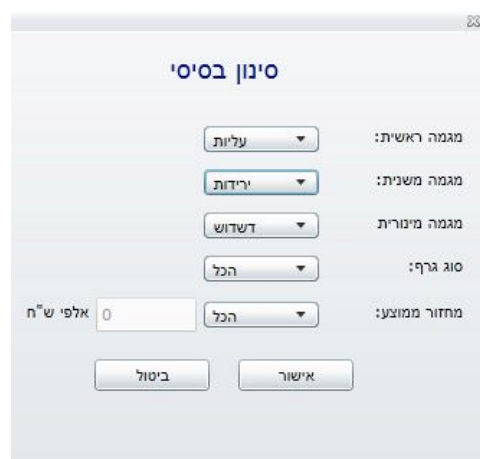 סינון בסיסי
מגמה ראשית: עליות
מגמה משנית: ירידות
מגמה מינורית דשדוש
סוג גרף: הכל
מחזור ממוצע: הכל 0 אלפי ש"ח
אישור ביטול